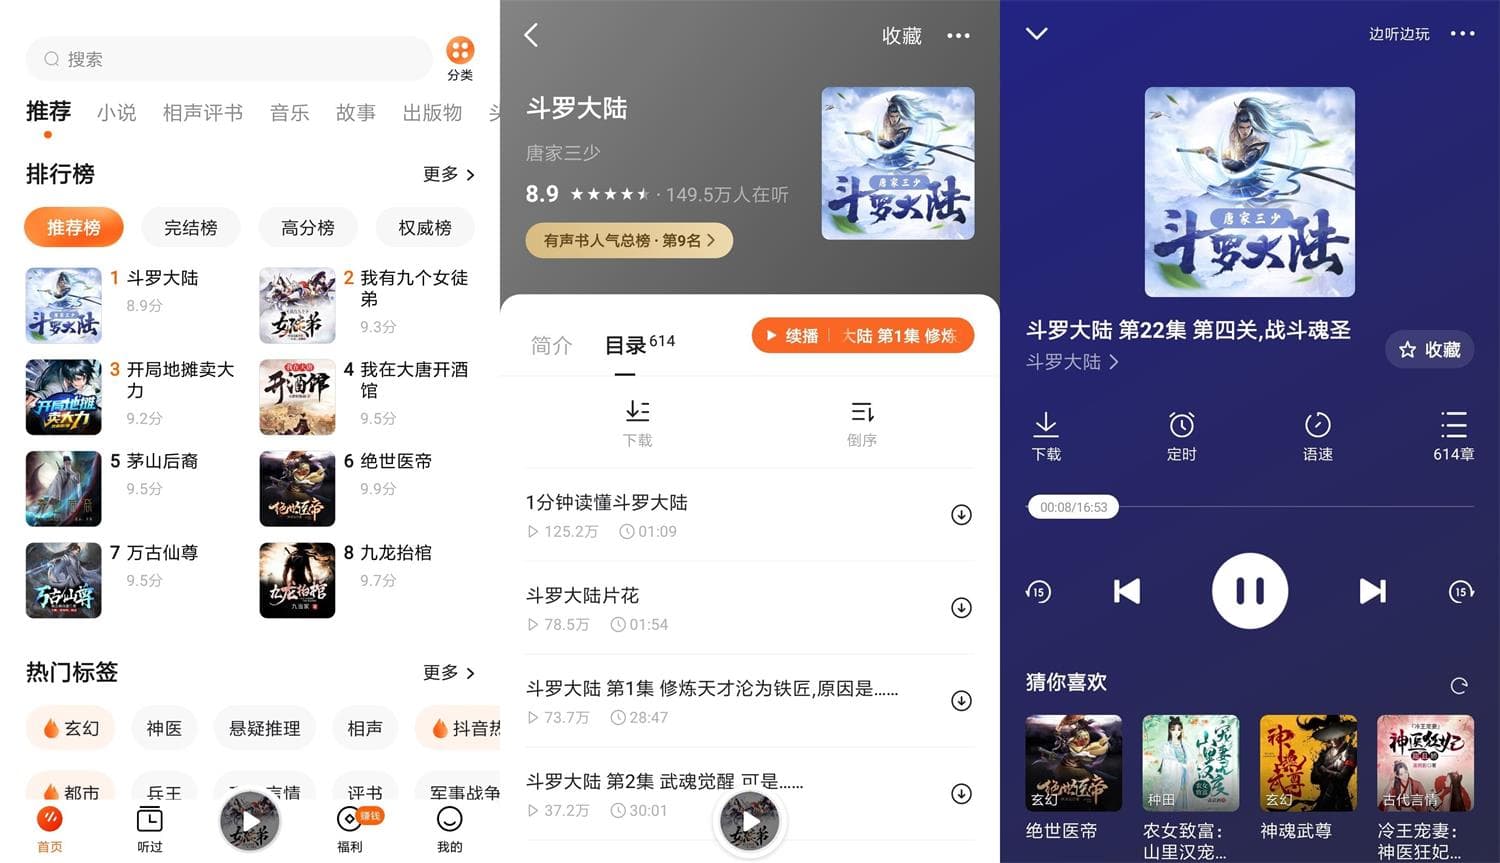 搜索
分类
推荐 小说 相声评书 音乐 故事 出版物
排行榜 更多
推荐榜 完结榜 高分榜 权威榜
1 斗罗大陆
8.9分
2 我有九个女徒
弟
9.3分
3 开局地摊卖大
力
9.2分
4 我在大唐开酒
馆
9.5分
5 茅山后裔
9.5分
6 绝世医帝
9.9分
7 万古仙尊
9.5分
8 九龙抬棺
9.7分
热门标签 更多
玄幻 神医 悬疑推理 相声 抖音热
都市 兵王 言情 评书 军事战争
赚钱
首页 听过 福利 我的
收藏
斗罗大陆
唐家三少
8.9 · 149.5万人在听
有声书人气总榜 · 第9名
唐家三少
斗罗大陆
简介 目录 614
续播 大陆 第1集 修炼
下载 倒序
1分钟读懂斗罗大陆
125.2万 01:09
斗罗大陆片花
78.5万 01:54
斗罗大陆 第1集 修炼天才沦为铁匠,原因是……
73.7万 28:47
斗罗大陆 第2集 武魂觉醒 可是……
37.2万 30:01
边听边玩
唐家三少
斗罗大陆
斗罗大陆 第22集 第四关,战斗魂圣
斗罗大陆
收藏
下载 定时 语速 614章
00:08/16:53
15 15
猜你喜欢
玄幻 种田 玄幻 古代言情
绝世医帝
农女致富：
山里汉宠…
神魂武尊
冷王宠妻：
神医狂妃…